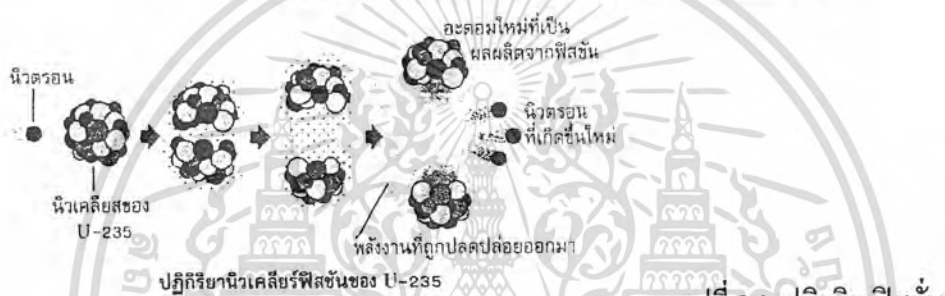 อะตอมใหม่ที่เป็น
ผลผลิตจากฟิสชัน
นิวตรอน
นิวตรอน
ที่เกิดขึ้นใหม่
นิวเคลียสของ
U-235
พลังงานที่ถูกปลดปล่อยออกมา
ปฏิกิริยานิวเคลียร์ฟิสชันของ U-235